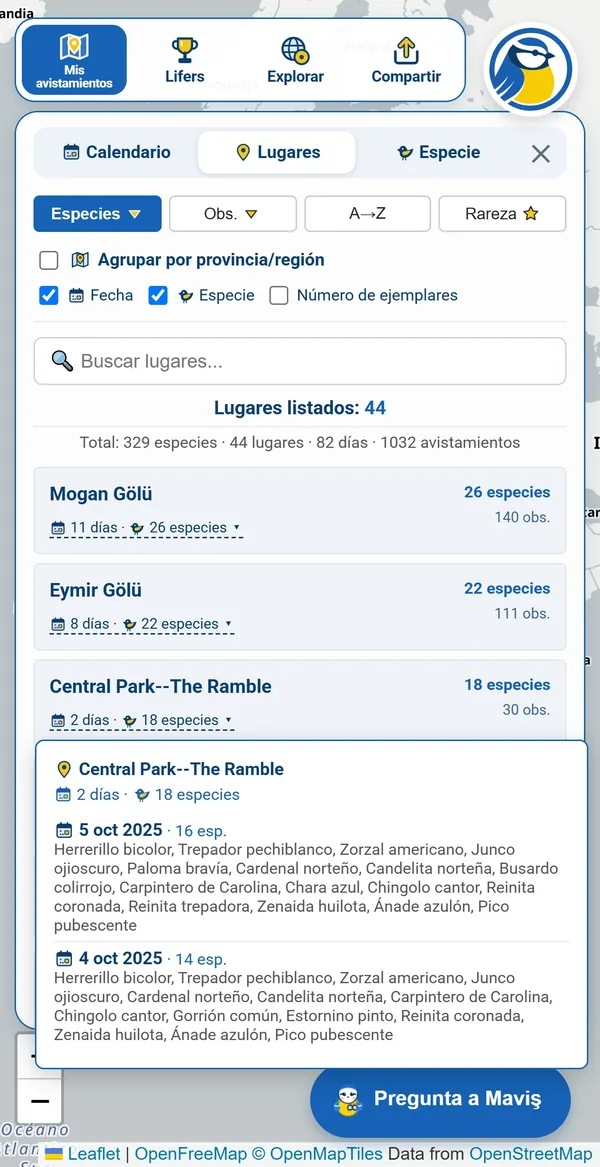 andia
Mis
avistamientos
Lifers
Explorar
Compartir
Calendario
Lugares
Especie
Especies
Obs.
A→Z
Rareza
Agrupar por provincia/región
Fecha
Especie
Número de ejemplares
Buscar lugares...
Lugares listados: 44
Total: 329 especies · 44 lugares · 82 días · 1032 avistamientos
Mogan Gölü
26 especies
11 días · 26 especies
140 obs.
Eymir Gölü
22 especies
8 días · 22 especies
111 obs.
Central Park--The Ramble
18 especies
2 días · 18 especies
30 obs.
Central Park--The Ramble
2 días · 18 especies
5 oct 2025 · 16 esp.
Herrerillo bicolor, Trepador pechiblanco, Zorzal americano, Junco
ojioscuro, Paloma bravía, Cardenal norteño, Candelita norteña, Busardo
colirrojo, Carpintero de Carolina, Chara azul, Chingolo cantor, Reinita
coronada, Reinita trepadora, Zenaida huilota, Ánade azulón, Pico
pubescente
4 oct 2025 · 14 esp.
Herrerillo bicolor, Trepador pechiblanco, Zorzal americano, Junco
ojioscuro, Cardenal norteño, Candelita norteña, Carpintero de Carolina,
Chingolo cantor, Gorrión común, Estornino pinto, Reinita coronada,
Zenaida huilota, Ánade azulón, Pico pubescente
−
Pregunta a Maviş
Océano
Leaflet | OpenFreeMap © OpenMapTiles Data from OpenStreetMap